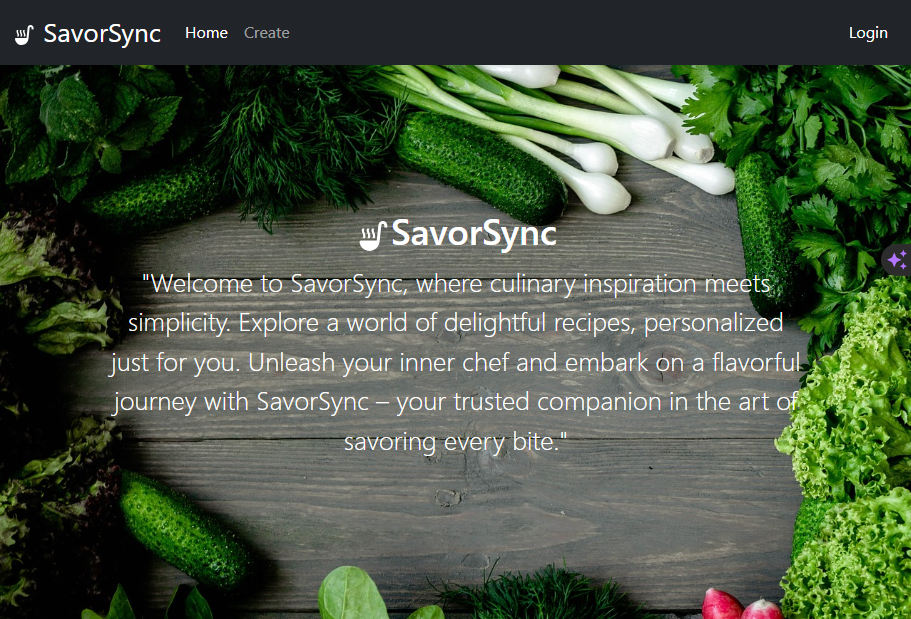 SavorSync Home Create Login
SavorSync
"Welcome to SavorSync, where culinary inspiration meets
simplicity. Explore a world of delightful recipes, personalized
just for you. Unleash your inner chef and embark on a flavorful
journey with SavorSync – your trusted companion in the art of
savoring every bite."